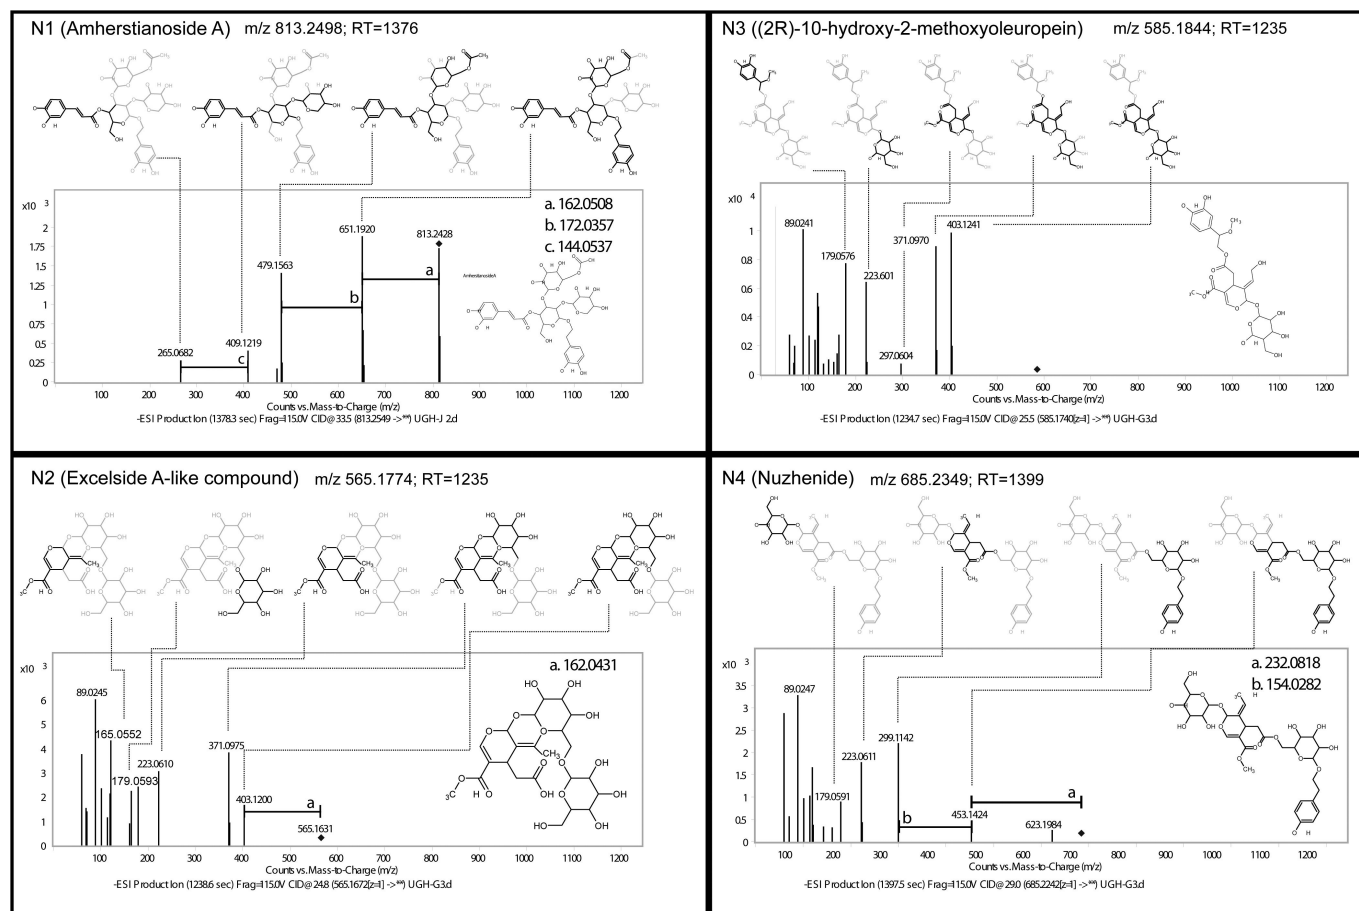 N1 (Amherstianoside A) m/z 813.2498; RT=1376
x10 3
2
1.75
1.5
1.25
1
0.75
0.5
0.25
0
265.0682
409.1219
479.1563
651.1920
813.2428
a. 162.0508
b. 172.0357
c. 144.0537
a
b
c
AmherstianosideA
100 200 300 400 500 600 700 800 900 1000 1100 1200
Counts vs. Mass-to-Charge (m/z)
-ESI Product Ion (1378.3 sec) Frag=115.0V CID@33.5 (813.2549 ->**) UGH-J 2.d
N3 ((2R)-10-hydroxy-2-methoxyoleuropein) m/z 585.1844; RT=1235
x10 4
1
0.8
0.6
0.4
0.2
0
89.0241
179.0576
223.601
297.0604
371.0970
403.1241
100 200 300 400 500 600 700 800 900 1000 1100 1200
Counts vs. Mass-to-Charge (m/z)
-ESI Product Ion (1234.7 sec) Frag=115.0V CID@25.5 (585.1740[z=1] ->**) UGH-G3.d
N2 (Excelside A-like compound) m/z 565.1774; RT=1235
x10 3
6
5
4
3
2
1
0
89.0245
165.0552
179.0593
223.0610
371.0975
403.1200
565.1631
a. 162.0431
a
100 200 300 400 500 600 700 800 900 1000 1100 1200
Counts vs. Mass-to-Charge (m/z)
-ESI Product Ion (1238.6 sec) Frag=115.0V CID@24.8 (565.1672[z=1] ->**) UGH-G3.d
N4 (Nuzhenide) m/z 685.2349; RT=1399
x10 3
3.5
3
2.5
2
1.5
1
0.5
0
89.0247
179.0591
223.0611
299.1142
453.1424
623.1984
a. 232.0818
b. 154.0282
a
b
100 200 300 400 500 600 700 800 900 1000 1100 1200
Counts vs. Mass-to-Charge (m/z)
-ESI Product Ion (1397.5 sec) Frag=115.0V CID@29.0 (685.2242[z=1] ->**) UGH-G3.d